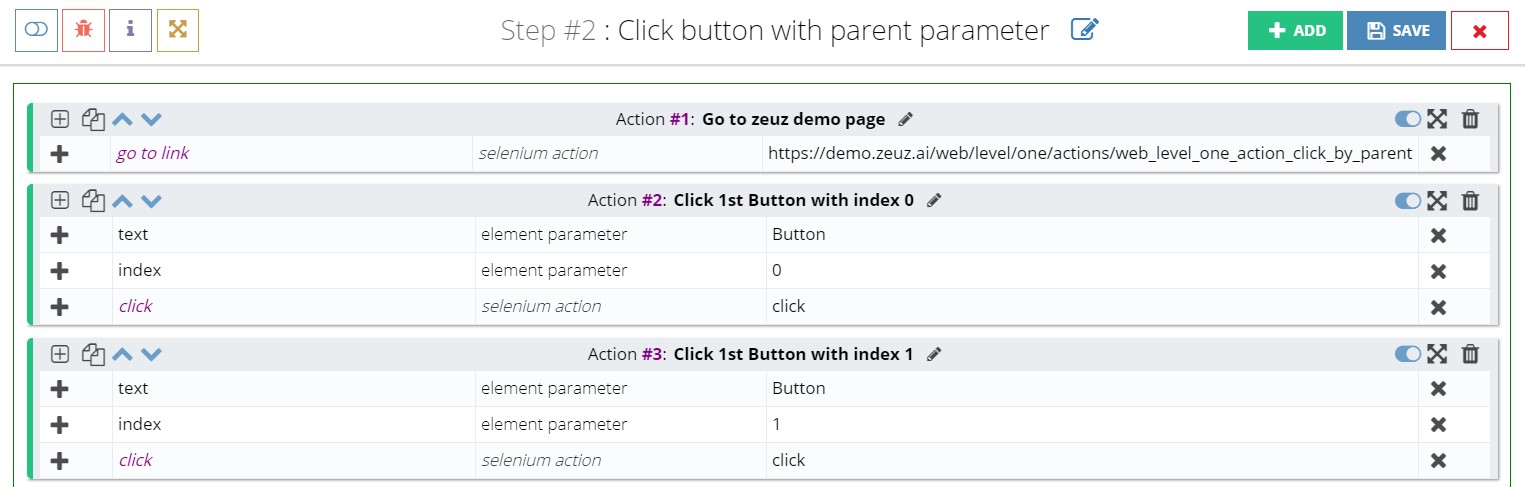 Step #2 : Click button with parent parameter
ADD SAVE
Action #1: Go to zeuz demo page
go to link selenium action https://demo.zeuz.ai/web/level/one/actions/web_level_one_action_click_by_parent
Action #2: Click 1st Button with index 0
text element parameter Button
index element parameter 0
click selenium action click
Action #3: Click 1st Button with index 1
text element parameter Button
index element parameter 1
click selenium action click